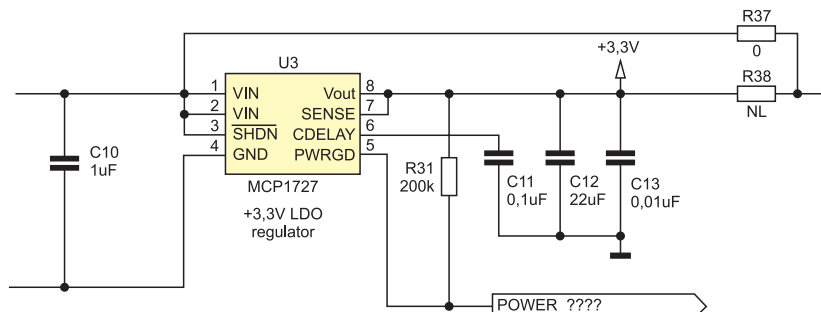 R37
0
+3,3V
R38
NL
U3
1 VIN
2 VIN
3 SHDN
4 GND
8 Vout
7 SENSE
6 CDELAY
5 PWRGD
C10
1uF
MCP1727
+3,3V LDO
regulator
R31
200k
C11
0,1uF
C12
22uF
C13
0,01uF
POWER ????